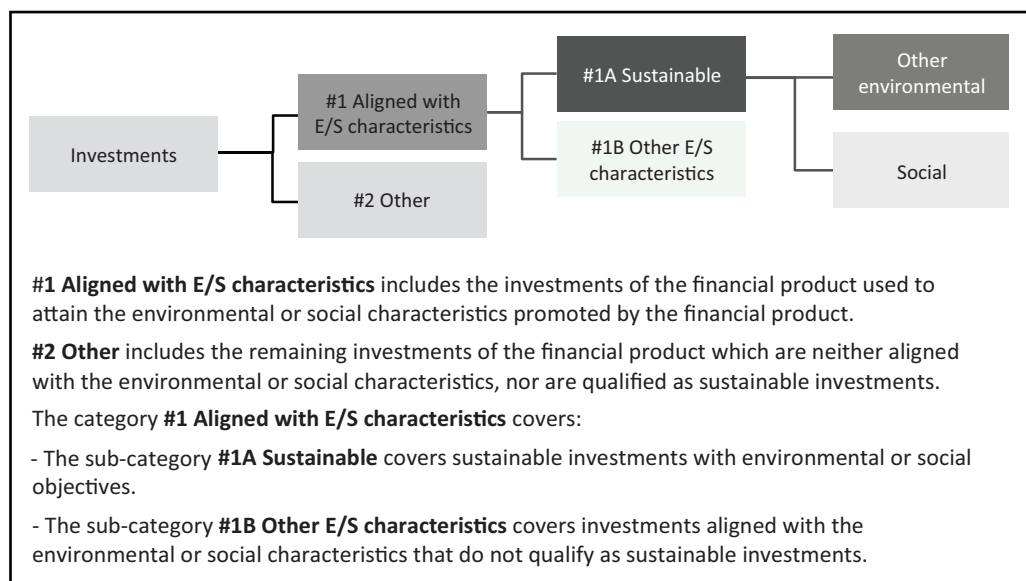 Investments
#1 Aligned with
E/S characteristics
#2 Other
#1A Sustainable
#1B Other E/S
characteristics
Other
environmental
Social
#1 Aligned with E/S characteristics includes the investments of the financial product used to
attain the environmental or social characteristics promoted by the financial product.
#2 Other includes the remaining investments of the financial product which are neither aligned
with the environmental or social characteristics, nor are qualified as sustainable investments.
The category #1 Aligned with E/S characteristics covers:
- The sub-category #1A Sustainable covers sustainable investments with environmental or social
objectives.
- The sub-category #1B Other E/S characteristics covers investments aligned with the
environmental or social characteristics that do not qualify as sustainable investments.